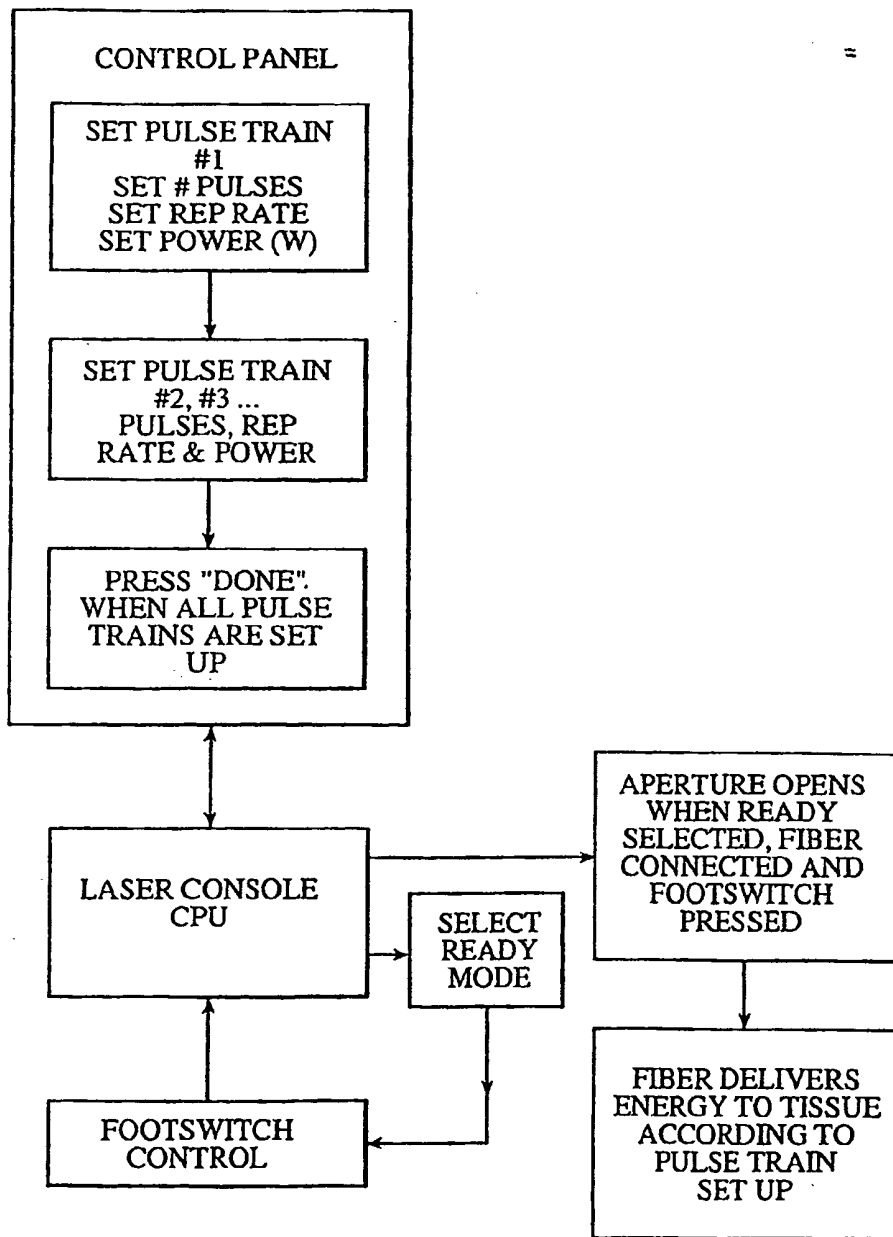 CONTROL PANEL
SET PULSE TRAIN
#1
SET # PULSES
SET REP RATE
SET POWER (W)
SET PULSE TRAIN
#2, #3 ...
PULSES, REP
RATE & POWER
PRESS "DONE".
WHEN ALL PULSE
TRAINS ARE SET
UP
LASER CONSOLE
CPU
SELECT
READY
MODE
FOOTSWITCH
CONTROL
APERTURE OPENS
WHEN READY
SELECTED, FIBER
CONNECTED AND
FOOTSWITCH
PRESSED
FIBER DELIVERS
ENERGY TO TISSUE
ACCORDING TO
PULSE TRAIN
SET UP